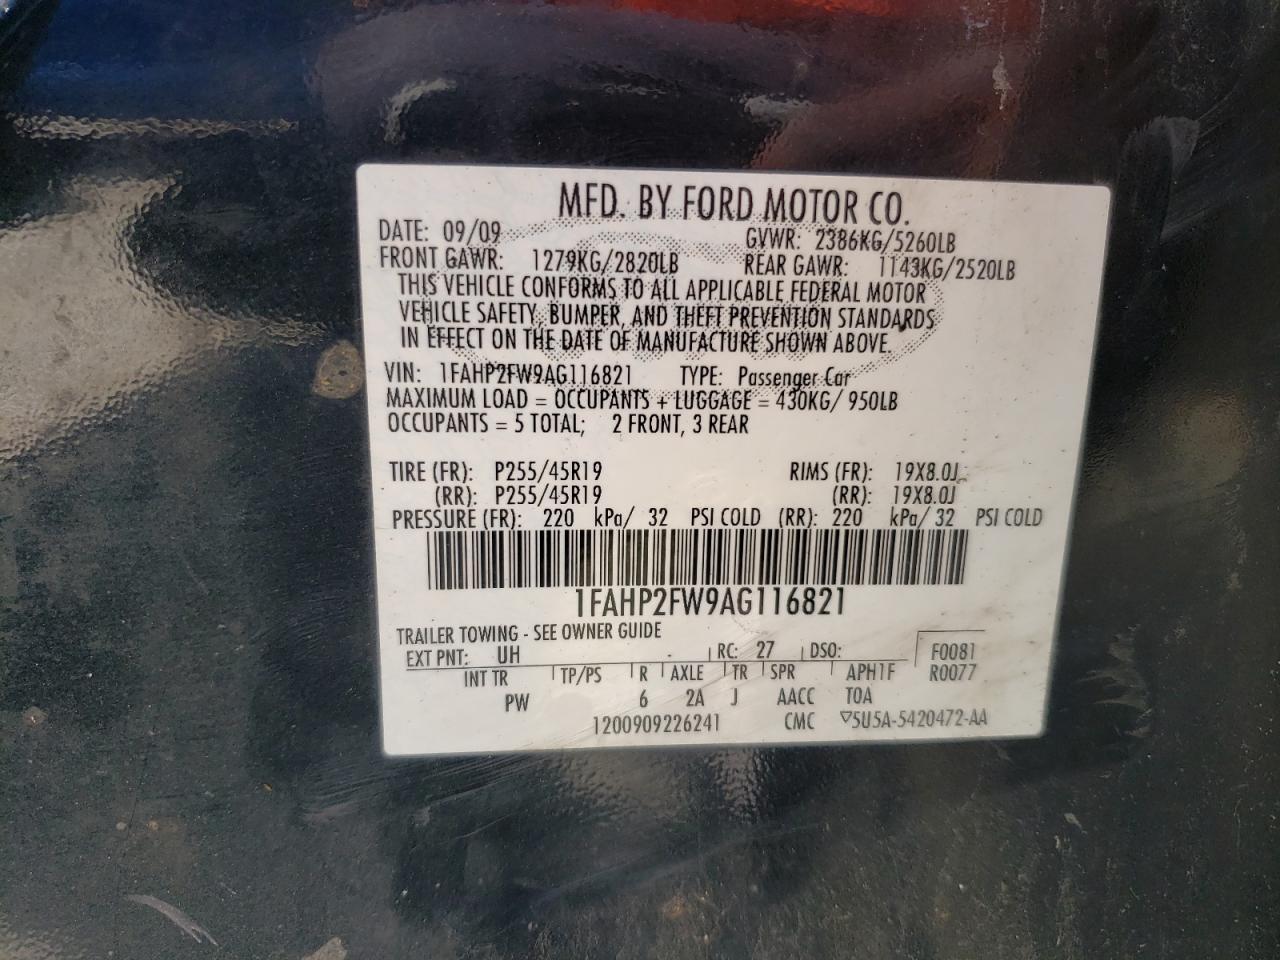 MFD. BY FORD MOTOR CO.
DATE: 09/09 GVWR: 2386KG/5260LB
FRONT GAWR: 1279KG/2820LB REAR GAWR: 1143KG/2520LB
THIS VEHICLE CONFORMS TO ALL APPLICABLE FEDERAL MOTOR
VEHICLE SAFETY, BUMPER, AND THEFT PREVENTION STANDARDS
IN EFFECT ON THE DATE OF MANUFACTURE SHOWN ABOVE.
VIN: 1FAHP2FW9AG116821 TYPE: Passenger Car
MAXIMUM LOAD = OCCUPANTS + LUGGAGE = 430KG/ 950LB
OCCUPANTS = 5 TOTAL; 2 FRONT, 3 REAR
TIRE (FR): P255/45R19 RIMS (FR): 19X8.0J
(RR): P255/45R19 (RR): 19X8.0J
PRESSURE (FR): 220 kPa/ 32 PSI COLD (RR): 220 kPa/ 32 PSI COLD
1FAHP2FW9AG116821
TRAILER TOWING - SEE OWNER GUIDE
EXT PNT: UH RC: 27 DSO: F0081
INT TR TP/PS R AXLE TR SPR APH1F R0077
PW 6 2A J AACC TOA
1200909226241 CMC ▽5U5A-5420472-AA